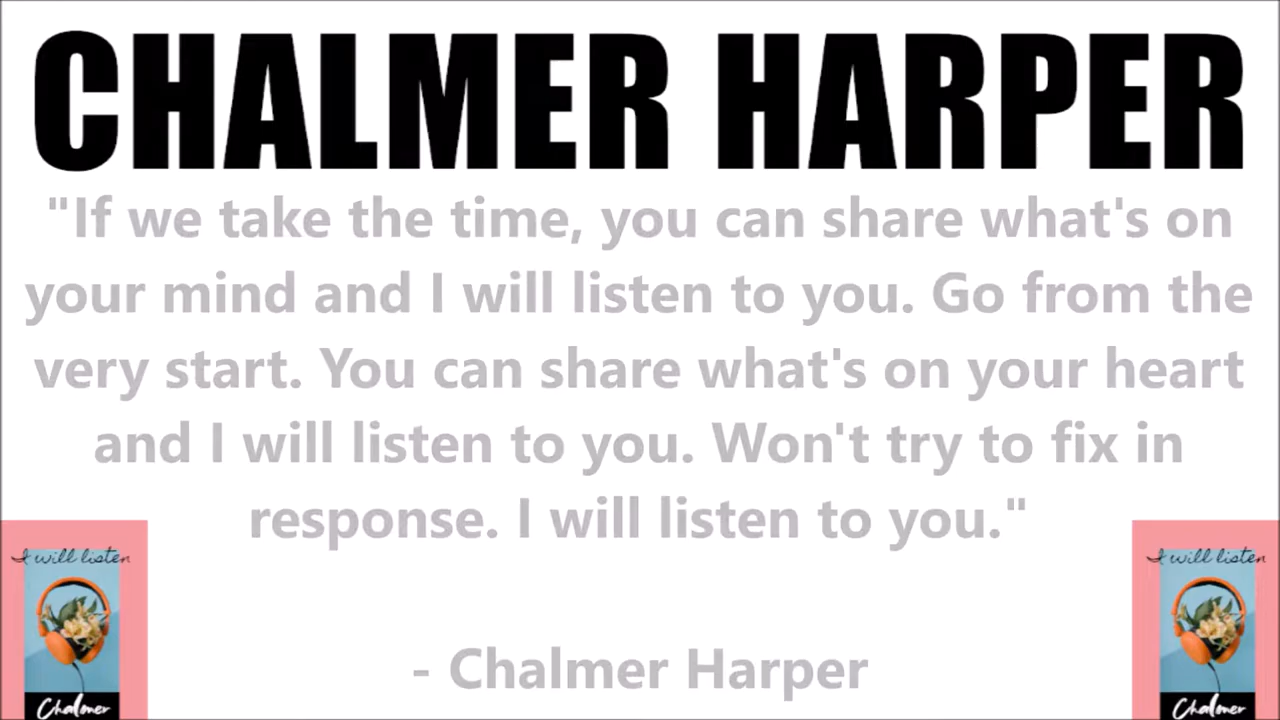 CHALMER HARPER
"If we take the time, you can share what's on
your mind and I will listen to you. Go from the
very start. You can share what's on your heart
and I will listen to you. Won't try to fix in
response. I will listen to you."
I will listen
I will listen
- Chalmer Harper
Chalmer
Chalmer